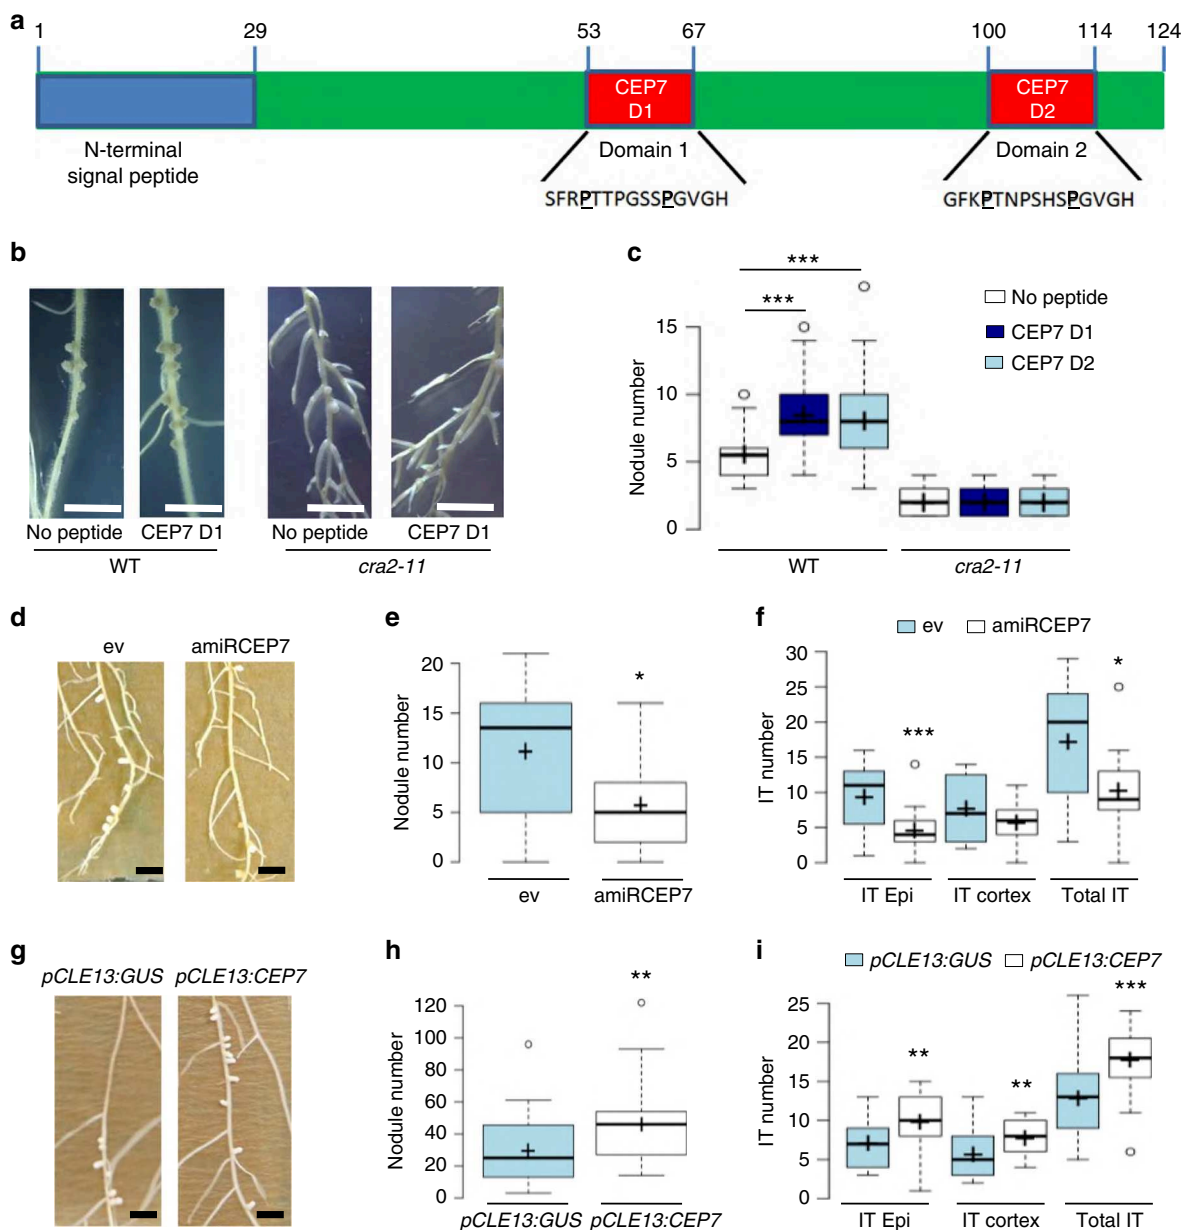 a
1 29 53 67 100 114 124
CEP7 D1
CEP7 D2
N-terminal signal peptide
Domain 1
Domain 2
SFRPTTPGSSPGVGH
GFKPTNPSHSPGVGH
b
No peptide CEP7 D1 No peptide CEP7 D1
WT cra2-11
c
*** 
***
No peptide
CEP7 D1
CEP7 D2
Nodule number
15
10
5
0
WT cra2-11
d
ev amiRCEP7
e
Nodule number
20
15
10
5
0
*
ev amiRCEP7
f
ev amiRCEP7
IT number
30
25
20
15
10
5
0
***
*
IT Epi IT cortex Total IT
g
pCLE13:GUS pCLE13:CEP7
h
Nodule number
120
100
80
60
40
20
0
**
pCLE13:GUS pCLE13:CEP7
i
pCLE13:GUS pCLE13:CEP7
IT number
25
20
15
10
5
0
**
**
***
IT Epi IT cortex Total IT